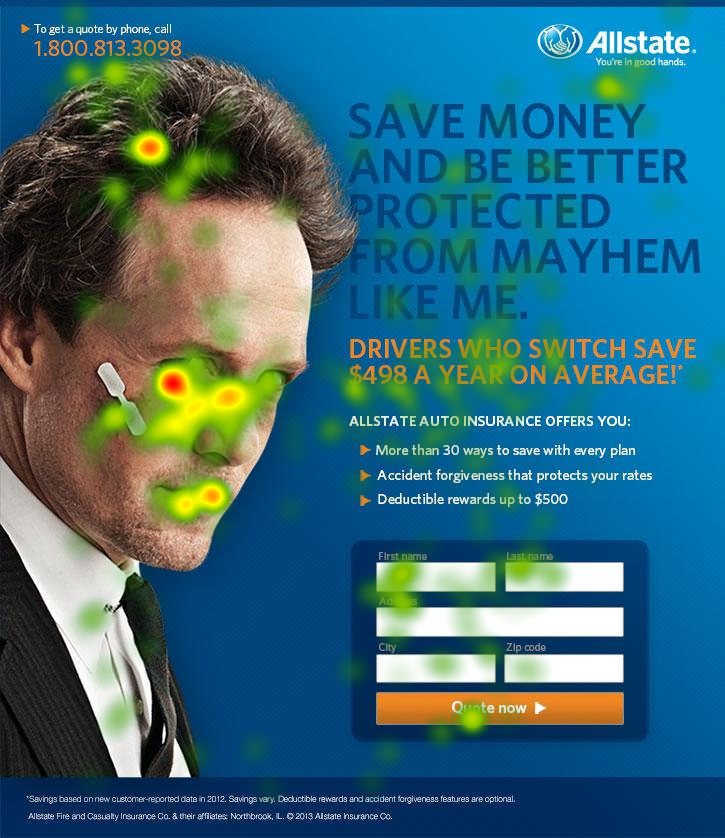 To get a quote by phone, call
1.800.813.3098
Allstate.
You're in good hands.
SAVE MONEY
AND BE BETTER
PROTECTED
FROM MAYHEM
LIKE ME.
DRIVERS WHO SWITCH SAVE
$498 A YEAR ON AVERAGE!*
ALLSTATE AUTO INSURANCE OFFERS YOU:
More than 30 ways to save with every plan
Accident forgiveness that protects your rates
Deductible rewards up to $500
First name Last name
Address
City Zip code
Quote now
*Savings based on new customer-reported data in 2012. Savings vary. Deductible rewards and accident forgiveness features are optional.
Allstate Fire and Casualty Insurance Co. & their affiliates: Northbrook, IL. © 2013 Allstate Insurance Co.